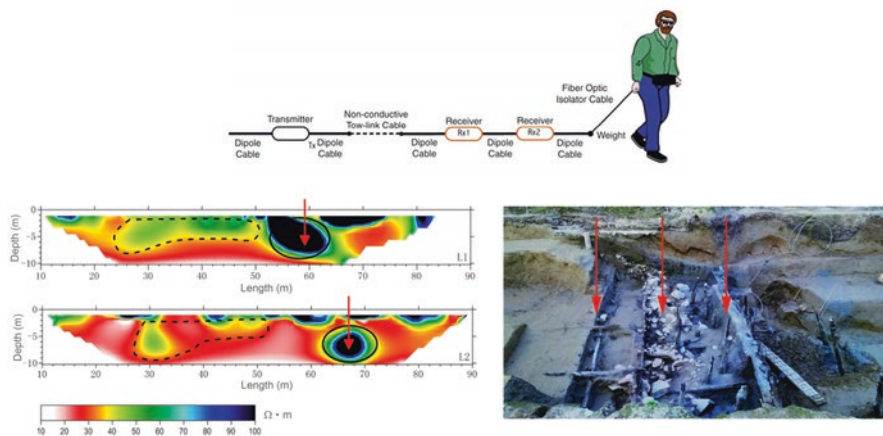 Fiber Optic
Isolator Cable
Transmitter
Non-conductive
Tow-link Cable
Receiver
Rx1
Receiver
Rx2
Dipole
Cable
Tx
Dipole
Cable
Dipole
Cable
Dipole
Cable
Dipole
Cable
Weight
Depth (m)
0
−5
−10
L1
10 20 30 40 50 60 70 80 90
Length (m)
Depth (m)
0
−5
−10
L2
10 20 30 40 50 60 70 80 90
Length (m)
Ω · m
10 20 30 40 50 60 70 80 90 100